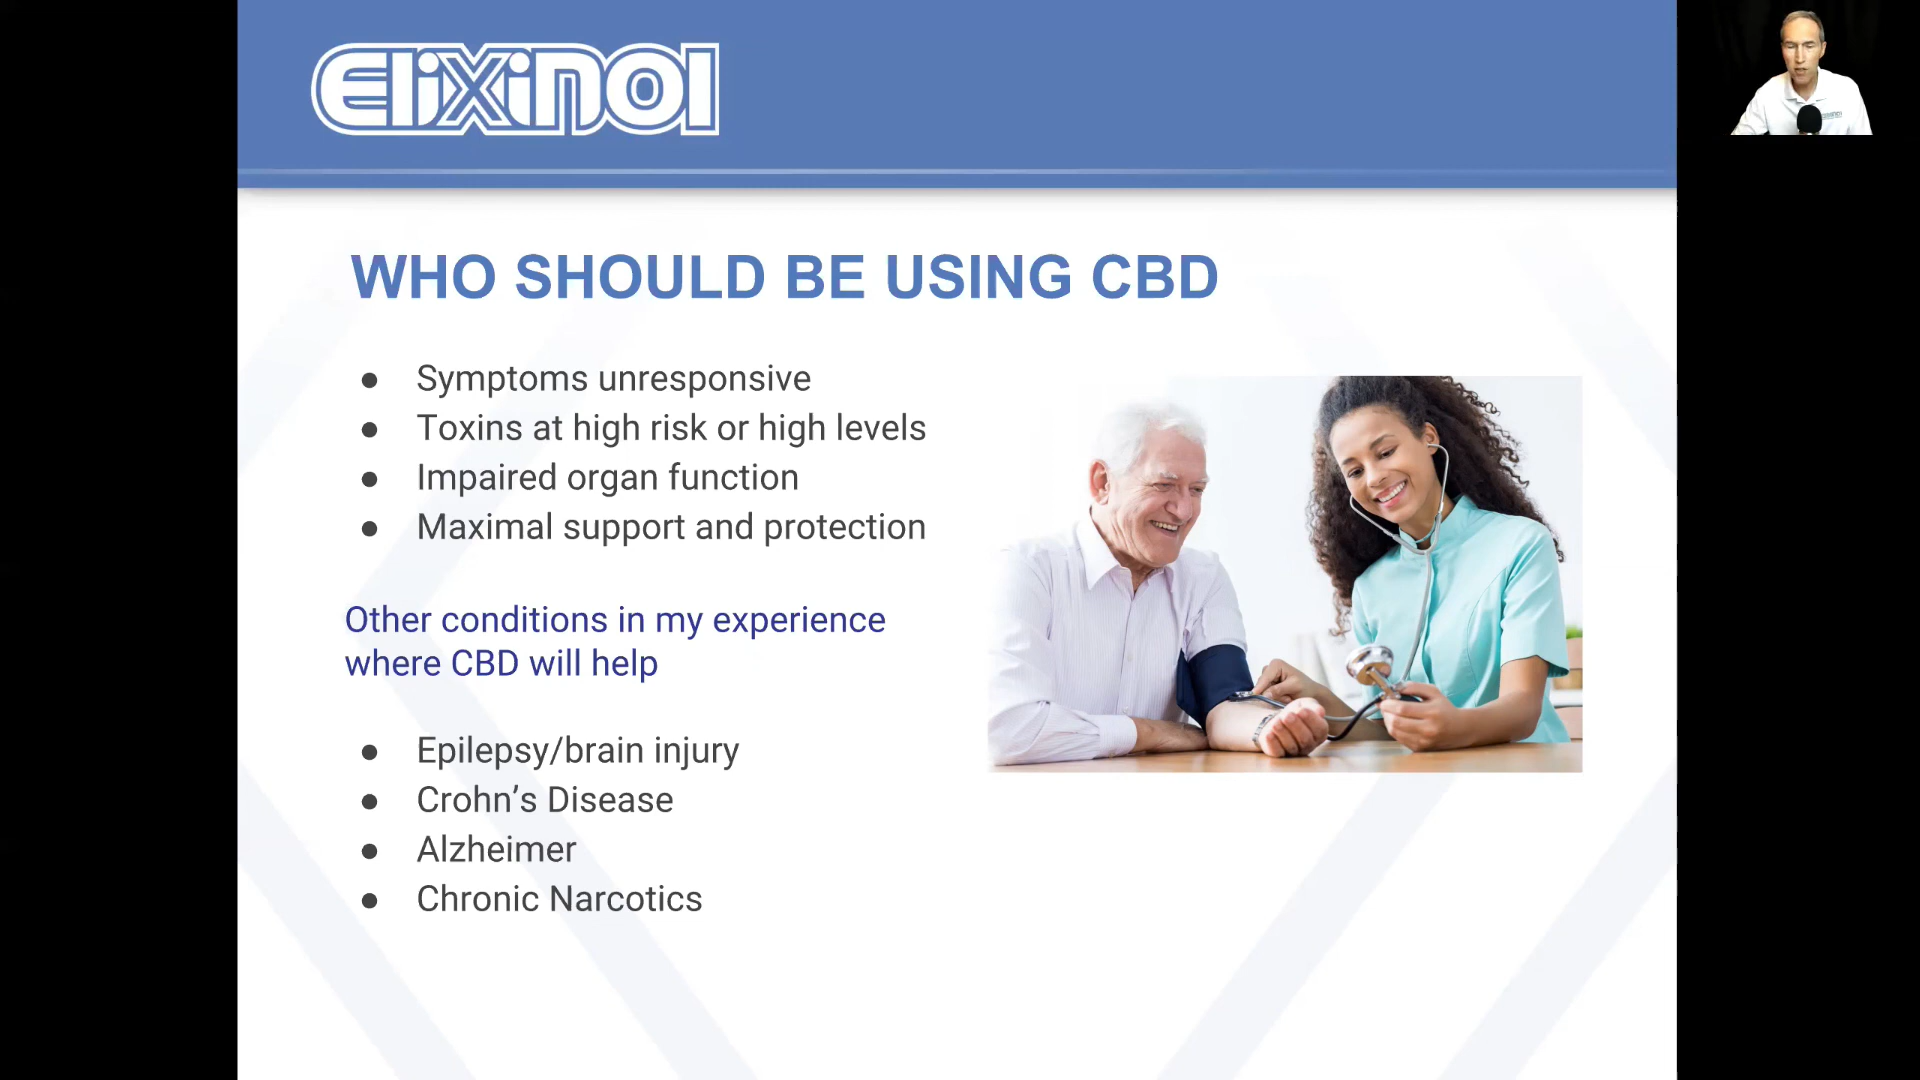 Elixinol
WHO SHOULD BE USING CBD
● Symptoms unresponsive
● Toxins at high risk or high levels
● Impaired organ function
● Maximal support and protection
Other conditions in my experience
where CBD will help
● Epilepsy/brain injury
● Crohn’s Disease
● Alzheimer
● Chronic Narcotics